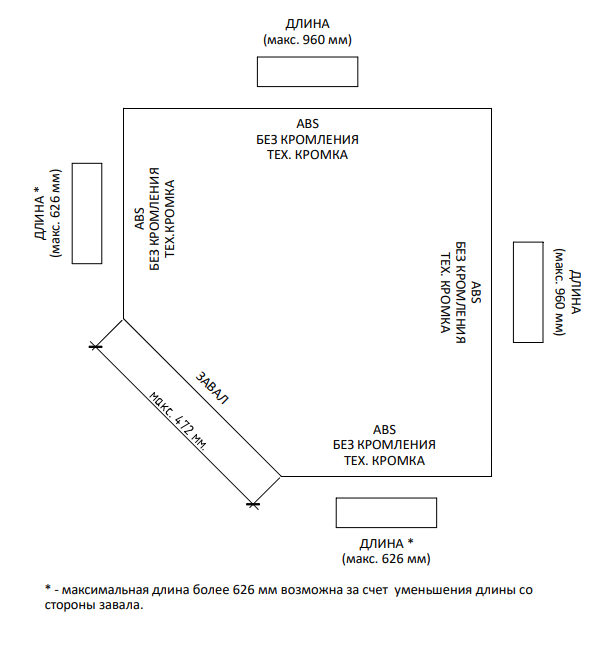 ДЛИНА
(макс. 960 мм)
ABS
БЕЗ КРОМЛЕНИЯ
ТЕХ. КРОМКА
ДЛИНА *
(макс. 626 мм)
ABS
БЕЗ КРОМЛЕНИЯ
ТЕХ.КРОМКА
ABS
БЕЗ КРОМЛЕНИЯ
ТЕХ. КРОМКА
ДЛИНА
(макс. 960 мм)
ЗАВАЛ
макс. 472 мм.
ABS
БЕЗ КРОМЛЕНИЯ
ТЕХ. КРОМКА
ДЛИНА *
(макс. 626 мм)
* - максимальная длина более 626 мм возможна за счет уменьшения длины со
стороны завала.